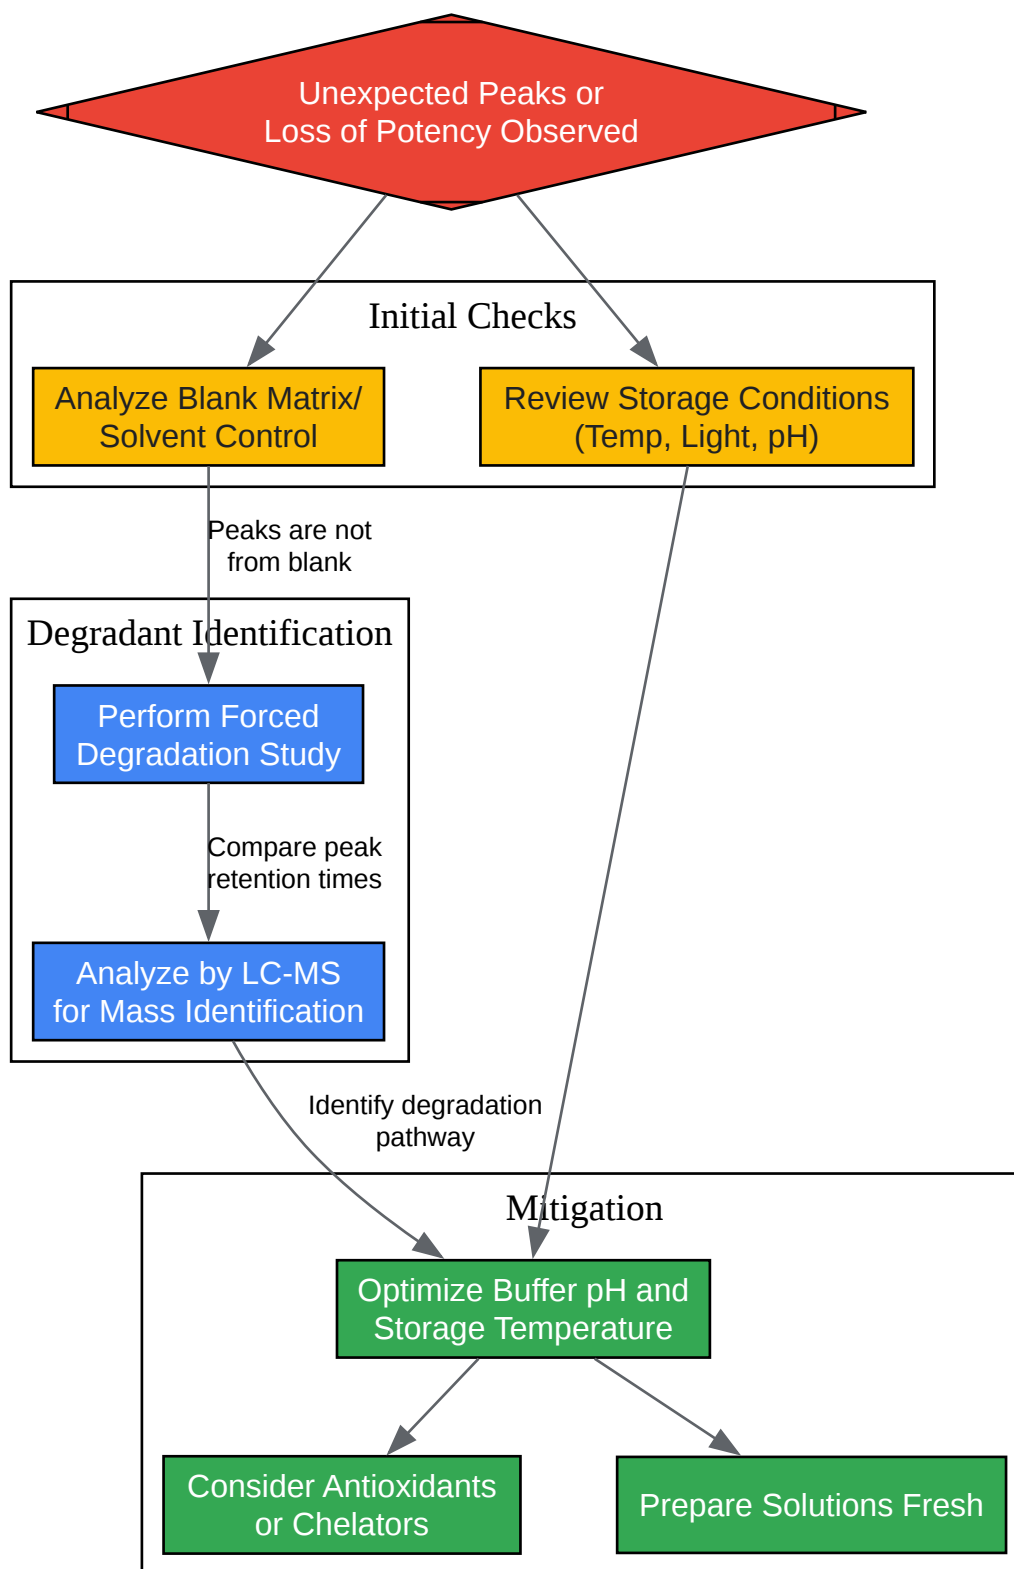 Unexpected Peaks or
Loss of Potency Observed
Initial Checks
Analyze Blank Matrix/
Solvent Control
Review Storage Conditions
(Temp, Light, pH)
Peaks are not
from blank
Degradant Identification
Perform Forced
Degradation Study
Compare peak
retention times
Analyze by LC-MS
for Mass Identification
Identify degradation
pathway
Mitigation
Optimize Buffer pH and
Storage Temperature
Consider Antioxidants
or Chelators
Prepare Solutions Fresh